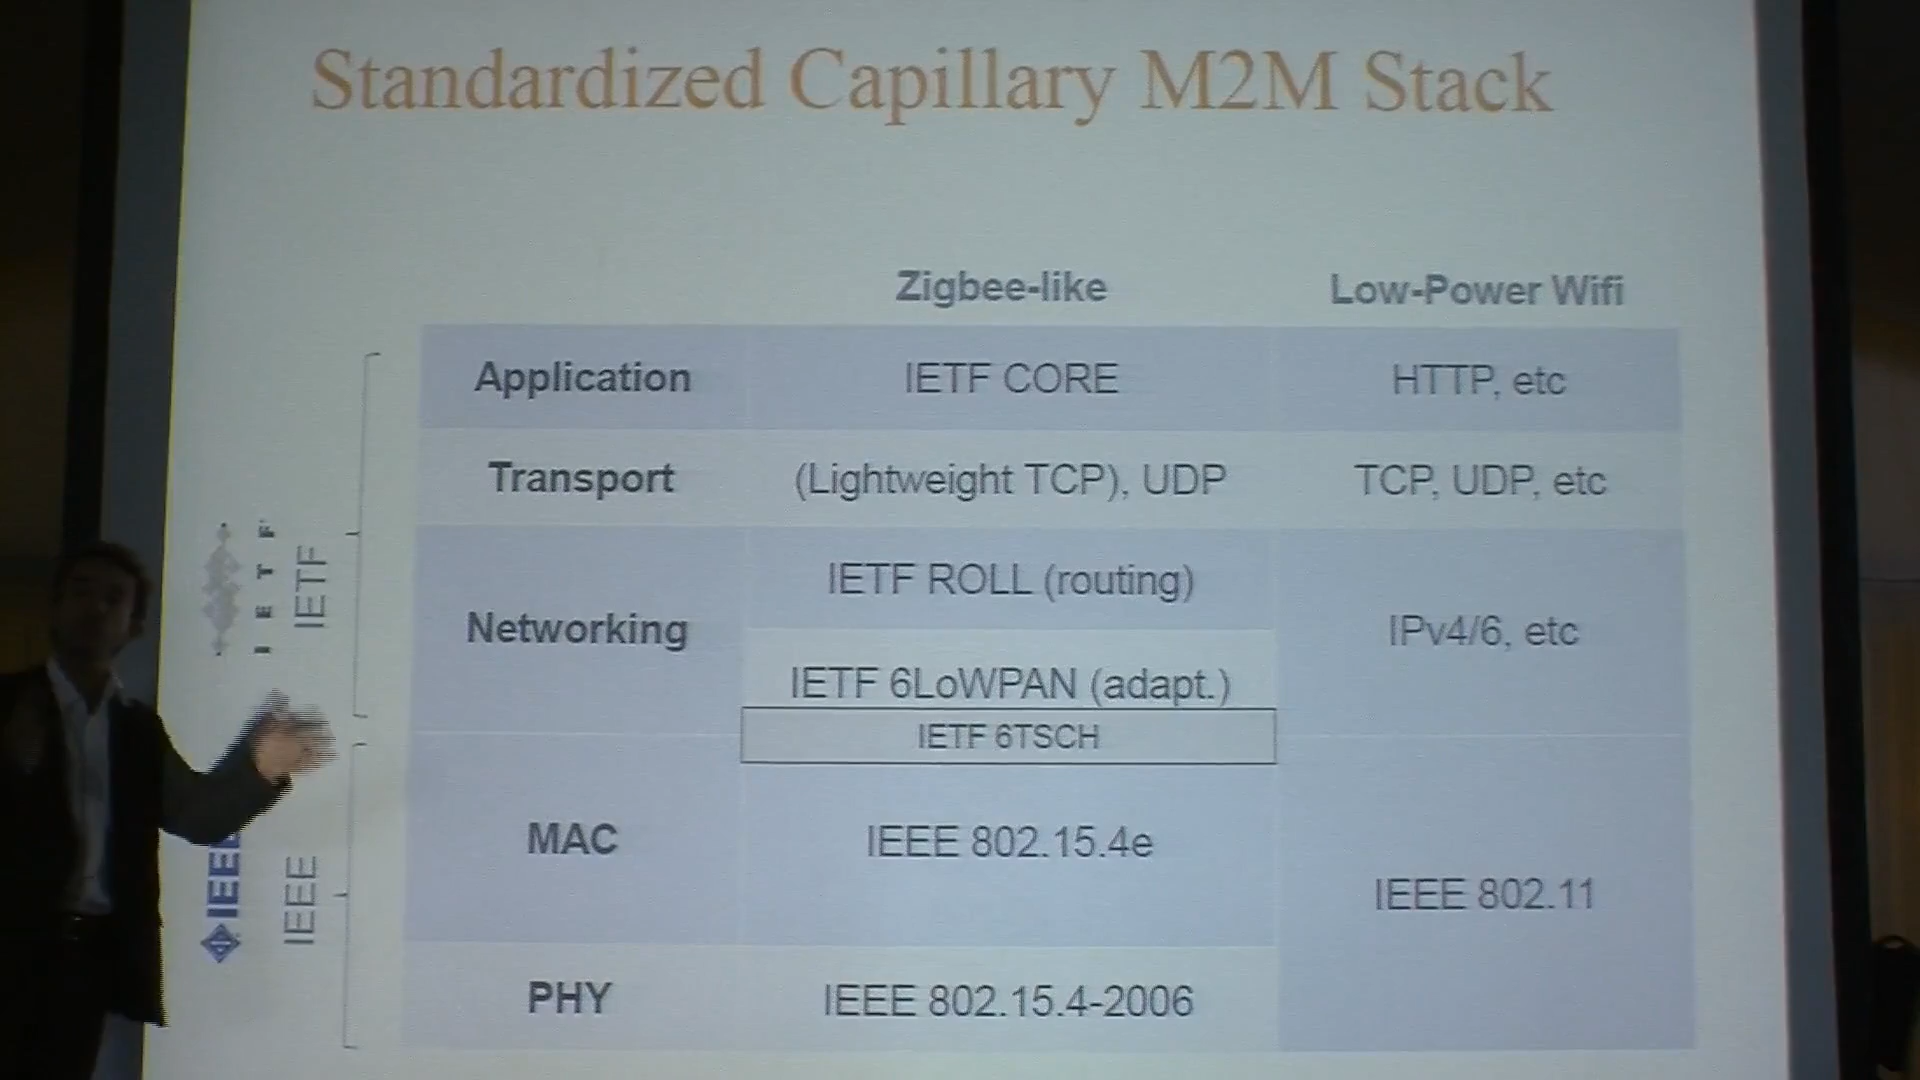 Standardized Capillary M2M Stack
Zigbee-like
Low-Power Wifi
Application
IETF CORE
HTTP, etc
Transport
(Lightweight TCP), UDP
TCP, UDP, etc
Networking
IETF ROLL (routing)
IETF 6LoWPAN (adapt.)
IPv4/6, etc
IETF 6TSCH
MAC
IEEE 802.15.4e
IEEE 802.11
PHY
IEEE 802.15.4-2006
I E T F
IETF
IEEE
IEEE